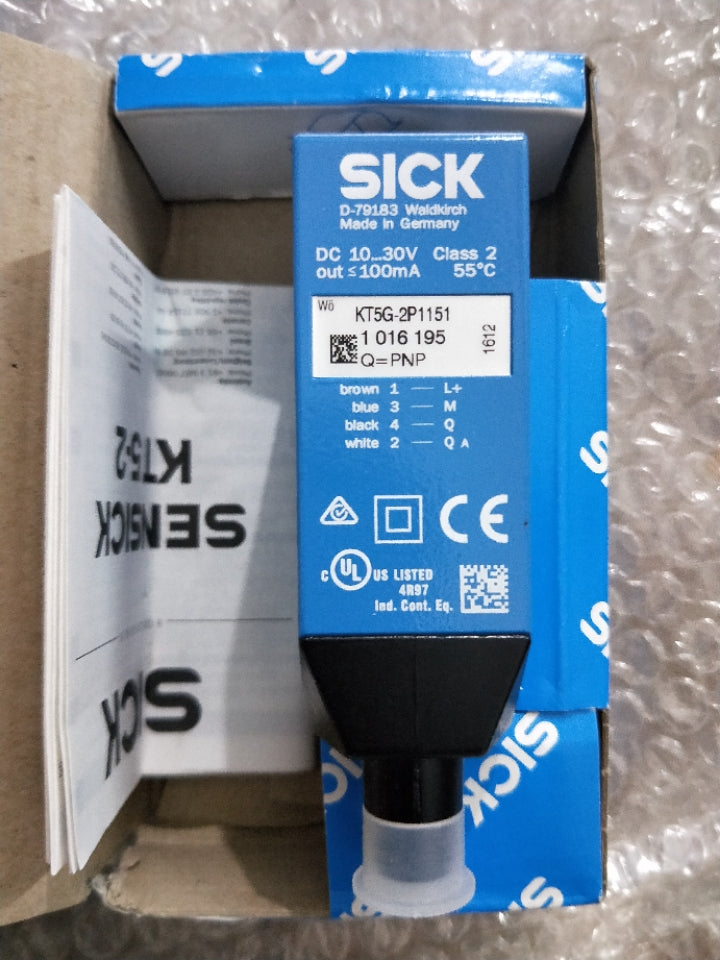 SICK
D-79183 Waldkirch
Made in Germany
DC 10...30V Class 2
out ≤ 100mA 55°C
Wö
KT5G-2P1151
1 016 195
Q=PNP
1612
brown 1 — L+
blue 3 — M
black 4 — Q
white 2 — Q A
CE
C UL US LISTED
4R97
Ind. Cont. Eq.
KT5-2
SENSICK
SICK
SICK